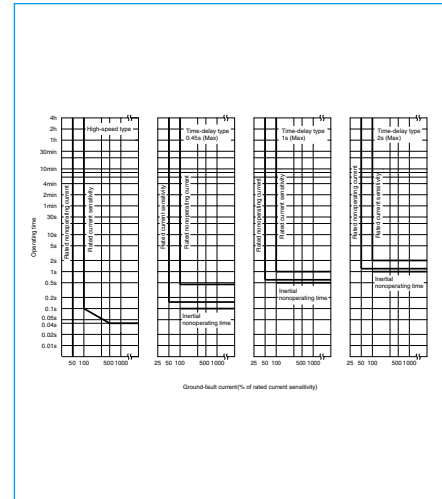 4h
2h
1h
30min
10min
4min
2min
1min
30s
10s
5s
2s
1s
0.5s
0.2s
0.1s
0.05s
0.04s
0.02s
0.01s
Operating time
High-speed type
Rated nonoperating current
Rated current sensitivity
50 100 500 1000
Time-delay type
0.45s (Max)
Rated current sensitivity
Rated nonoperating current
Inertial
nonoperating time
25 50 100 500 1000
Time-delay type
1s (Max)
Rated nonoperating current
Rated current sensitivity
Inertial
nonoperating time
25 50 100 500 1000
Time-delay type
2s (Max)
Rated nonoperating current
Rated current sensitivity
Inertial
nonoperating time
25 50 100 500 1000
Ground-fault current(% of rated current sensitivity)